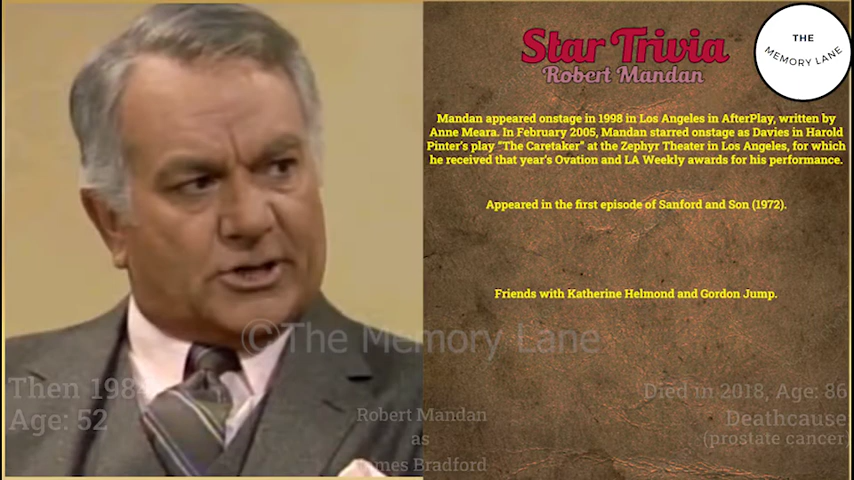 THE
MEMORY LANE
Star Trivia
Robert Mandan
Mandan appeared onstage in 1998 in Los Angeles in AfterPlay, written by
Anne Meara. In February 2005, Mandan starred onstage as Davies in Harold
Pinter's play “The Caretaker” at the Zephyr Theater in Los Angeles, for which
he received that year's Ovation and LA Weekly awards for his performance.
Appeared in the first episode of Sanford and Son (1972).
Friends with Katherine Helmond and Gordon Jump.
©The Memory Lane
Then
Age: 52
Robert Mandan
as
Bradford
Died in 2018, Age: 86
Deathcause
(prostate cancer)